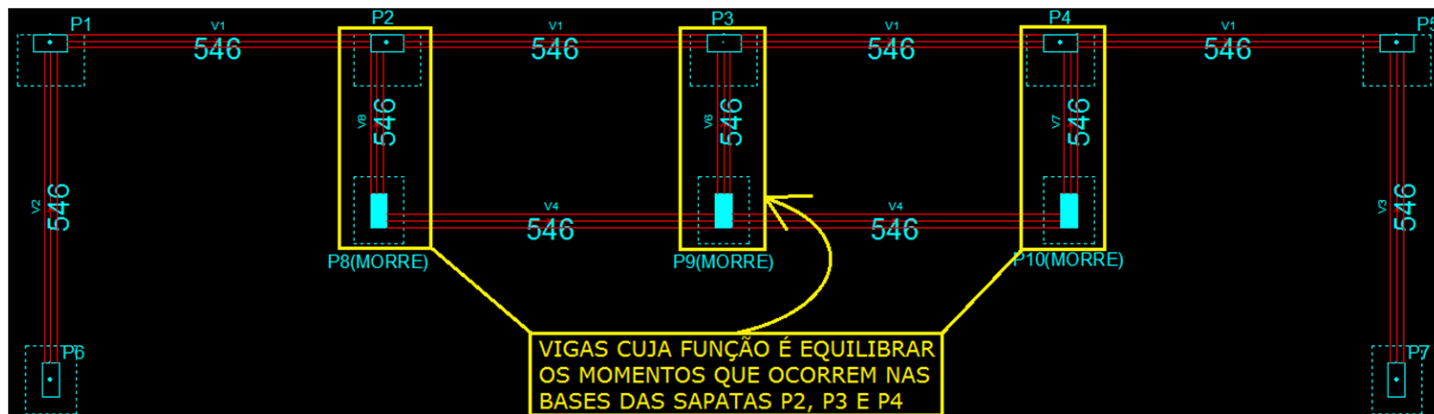 P1
P2
P3
P4
P5
V1
V1
V1
V1
546
546
546
546
V8
546
V6
546
V7
546
V2
546
V3
546
V4
V4
546
546
P8(MORRE)
P9(MORRE)
P10(MORRE)
P6
P7
VIGAS CUJA FUNÇÃO É EQUILIBRAR
OS MOMENTOS QUE OCORREM NAS
BASES DAS SAPATAS P2, P3 E P4